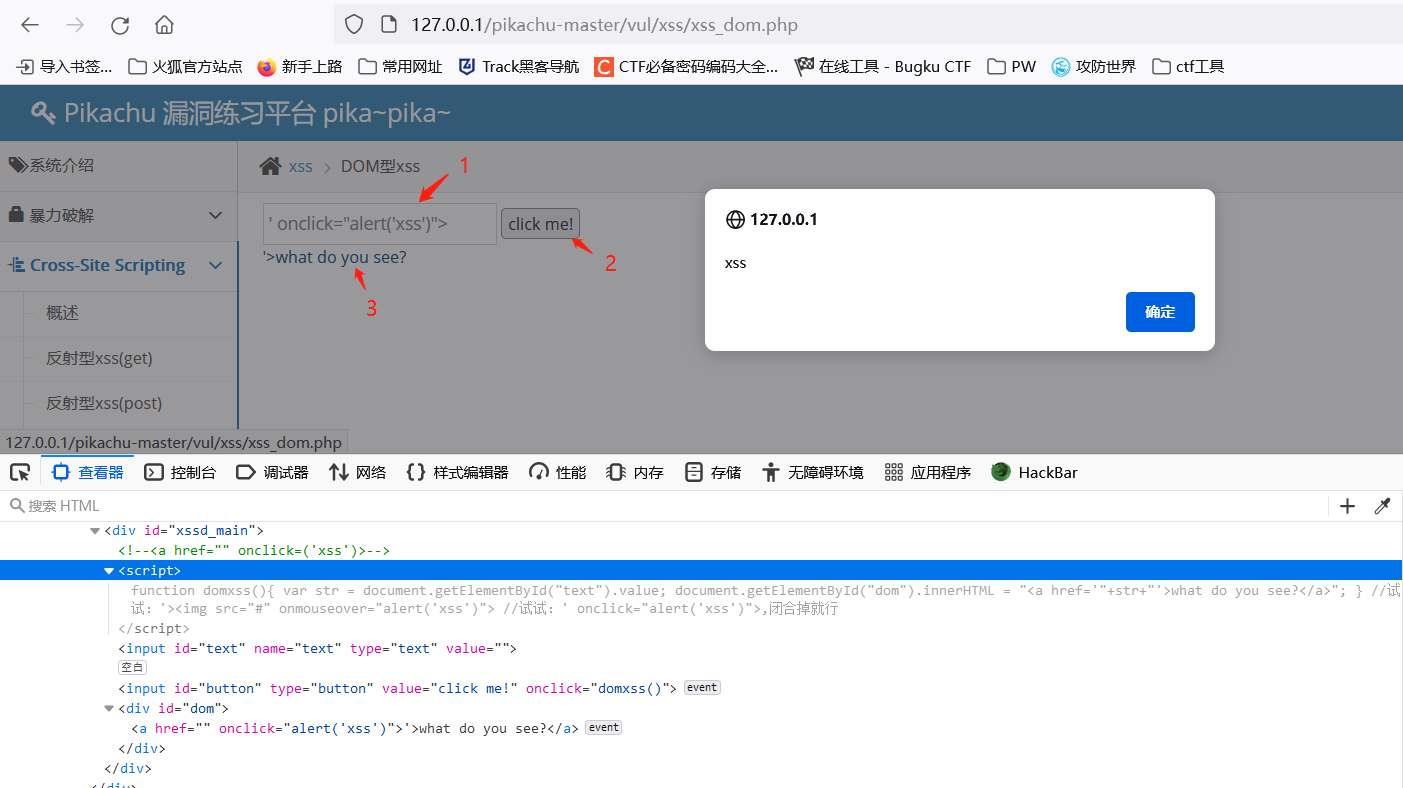 127.0.0.1/pikachu-master/vul/xss/xss_dom.php
导入书签... 火狐官方站点 新手上路 常用网址 Track黑客导航 CTF必备密码编码大全... 在线工具 - Bugku CTF PW 攻防世界 ctf工具
Pikachu 漏洞练习平台 pika~pika~
系统介绍
xss > DOM型xss
1
暴力破解
' onclick="alert('xss')">
click me!
'>what do you see?
2
3
127.0.0.1
xss
确定
Cross-Site Scripting
概述
反射型xss(get)
反射型xss(post)
127.0.0.1/pikachu-master/vul/xss/xss_dom.php
查看器 控制台 调试器 网络 {} 样式编辑器 性能 内存 存储 无障碍环境 应用程序 HackBar
搜索 HTML
<div id="xssd_main">
<!--<a href="" onclick=('xss')>-->
<script>
function domxss(){ var str = document.getElementById("text").value; document.getElementById("dom").innerHTML = "<a href='"+str+"'>what do you see?</a>"; } //试
试：'><img src="#" onmouseover="alert('xss')"> //试试：' onclick="alert('xss')">,闭合掉就行
</script>
<input id="text" name="text" type="text" value="">
空白
<input id="button" type="button" value="click me!" onclick="domxss()"> event
<div id="dom">
<a href="" onclick="alert('xss')">'>what do you see?</a> event
</div>
</div>
</div>